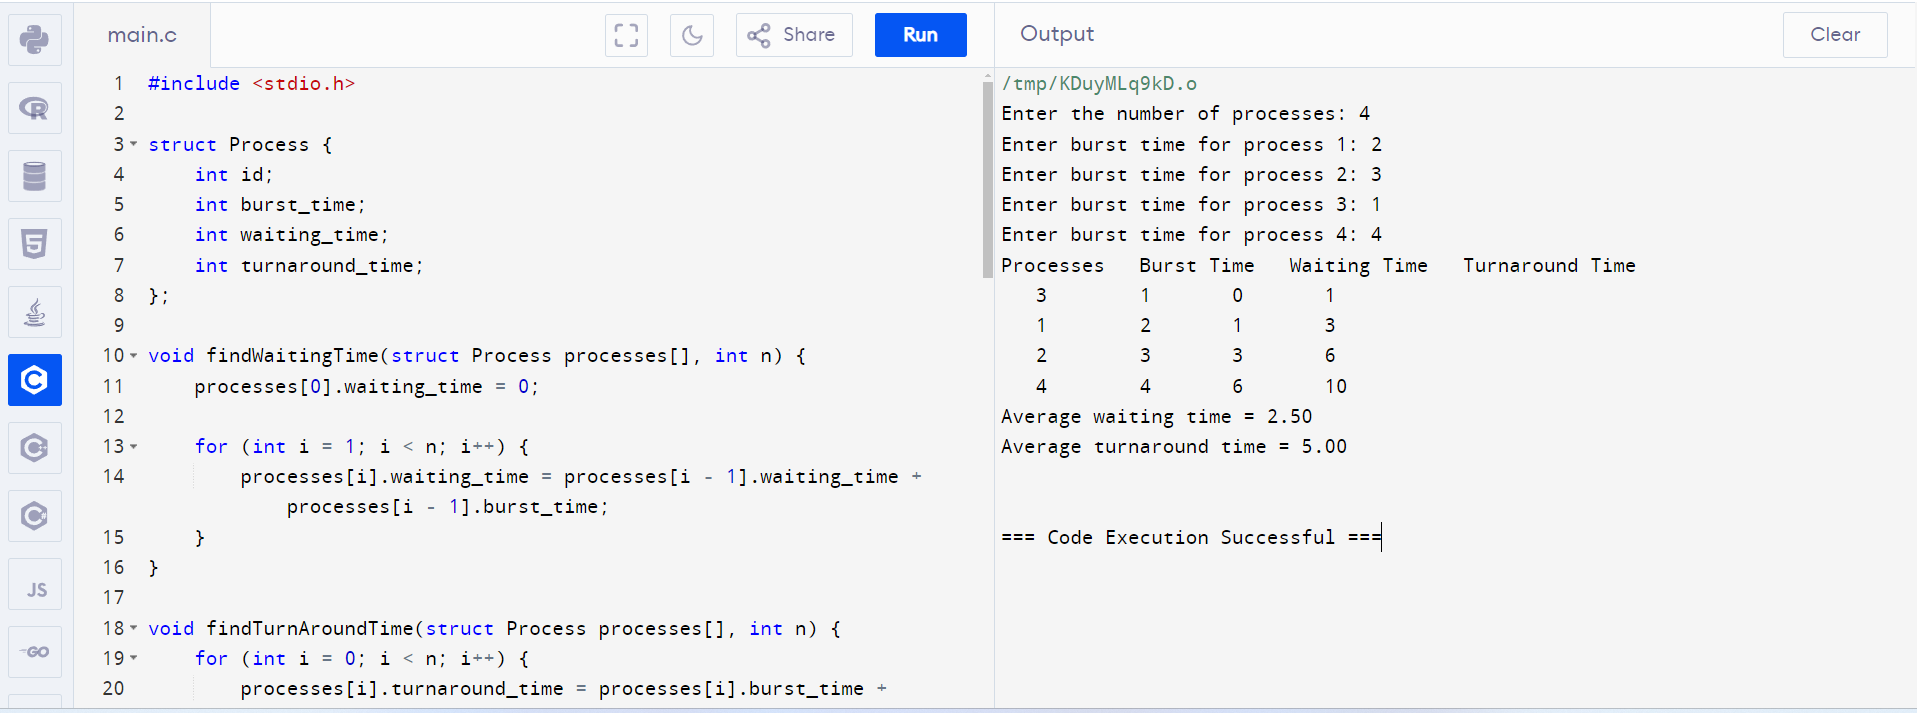 main.c
Share
Run
Output
Clear
1 #include <stdio.h>
2
3 struct Process {
4     int id;
5     int burst_time;
6     int waiting_time;
7     int turnaround_time;
8 };
9
10 void findWaitingTime(struct Process processes[], int n) {
11     processes[0].waiting_time = 0;
12
13     for (int i = 1; i < n; i++) {
14         processes[i].waiting_time = processes[i - 1].waiting_time +
            processes[i - 1].burst_time;
15     }
16 }
17
18 void findTurnAroundTime(struct Process processes[], int n) {
19     for (int i = 0; i < n; i++) {
20         processes[i].turnaround_time = processes[i].burst_time +
/tmp/KDuyMLq9kD.o
Enter the number of processes: 4
Enter burst time for process 1: 2
Enter burst time for process 2: 3
Enter burst time for process 3: 1
Enter burst time for process 4: 4
Processes   Burst Time   Waiting Time   Turnaround Time
   3        1       0       1
   1        2       1       3
   2        3       3       6
   4        4       6       10
Average waiting time = 2.50
Average turnaround time = 5.00
=== Code Execution Successful ===
R
5
C
C++
C#
JS
GO